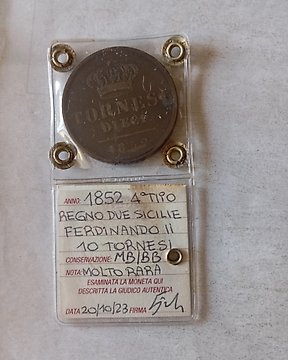 TORNESI
DIECI
ANNO: 1852 4° TIPO
REGNO DUE SICILIE
FERDINANDO II
10 TORNESI
CONSERVAZIONE: MB/BB
NOTA: MOLTO RARA
ESAMINATA LA MONETA QUI
DESCRITTA LA GIUDICO AUTENTICA
DATA 20/10/23 FIRMA